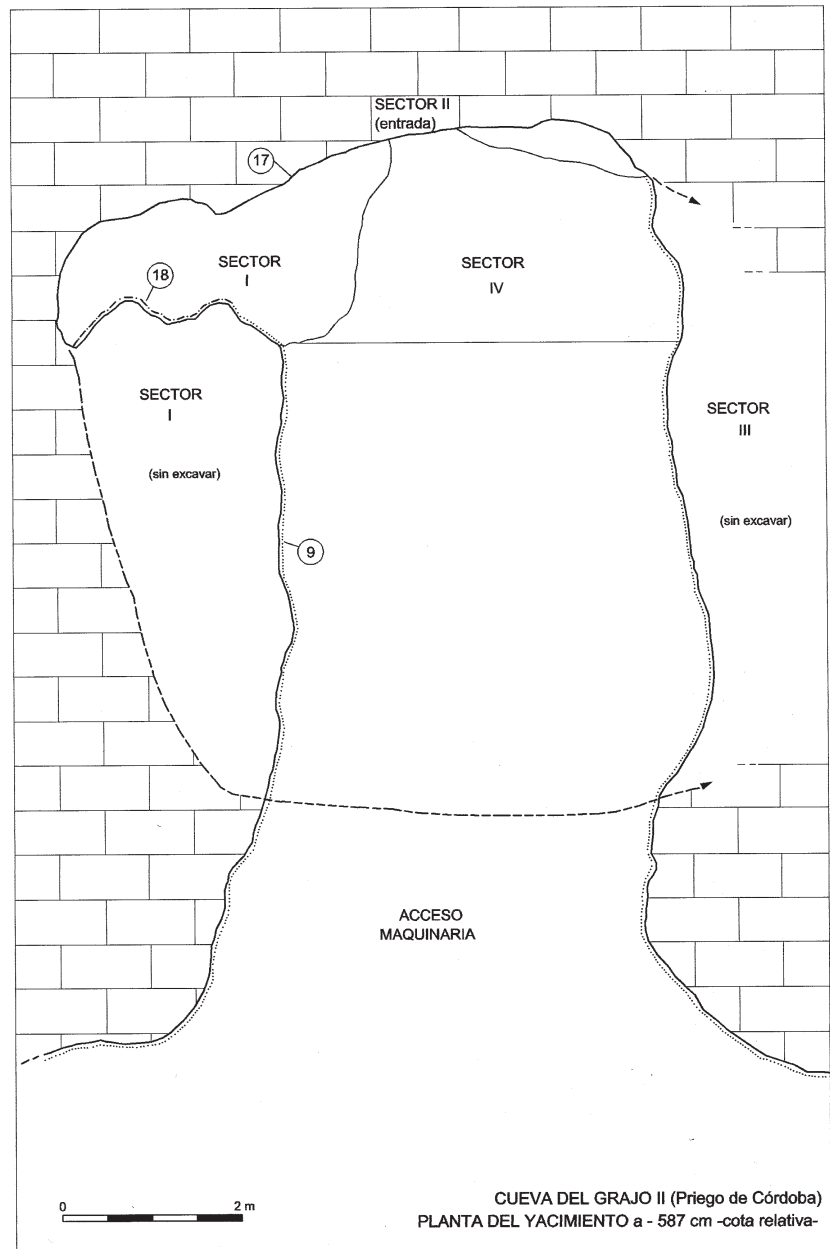 SECTOR II
(entrada)
17
18
SECTOR
I
SECTOR
IV
SECTOR
I
(sin excavar)
SECTOR
III
(sin excavar)
9
ACCESO
MAQUINARIA
0
2 m
CUEVA DEL GRAJO II (Priego de Córdoba)
PLANTA DEL YACIMIENTO a - 587 cm -cota relativa-